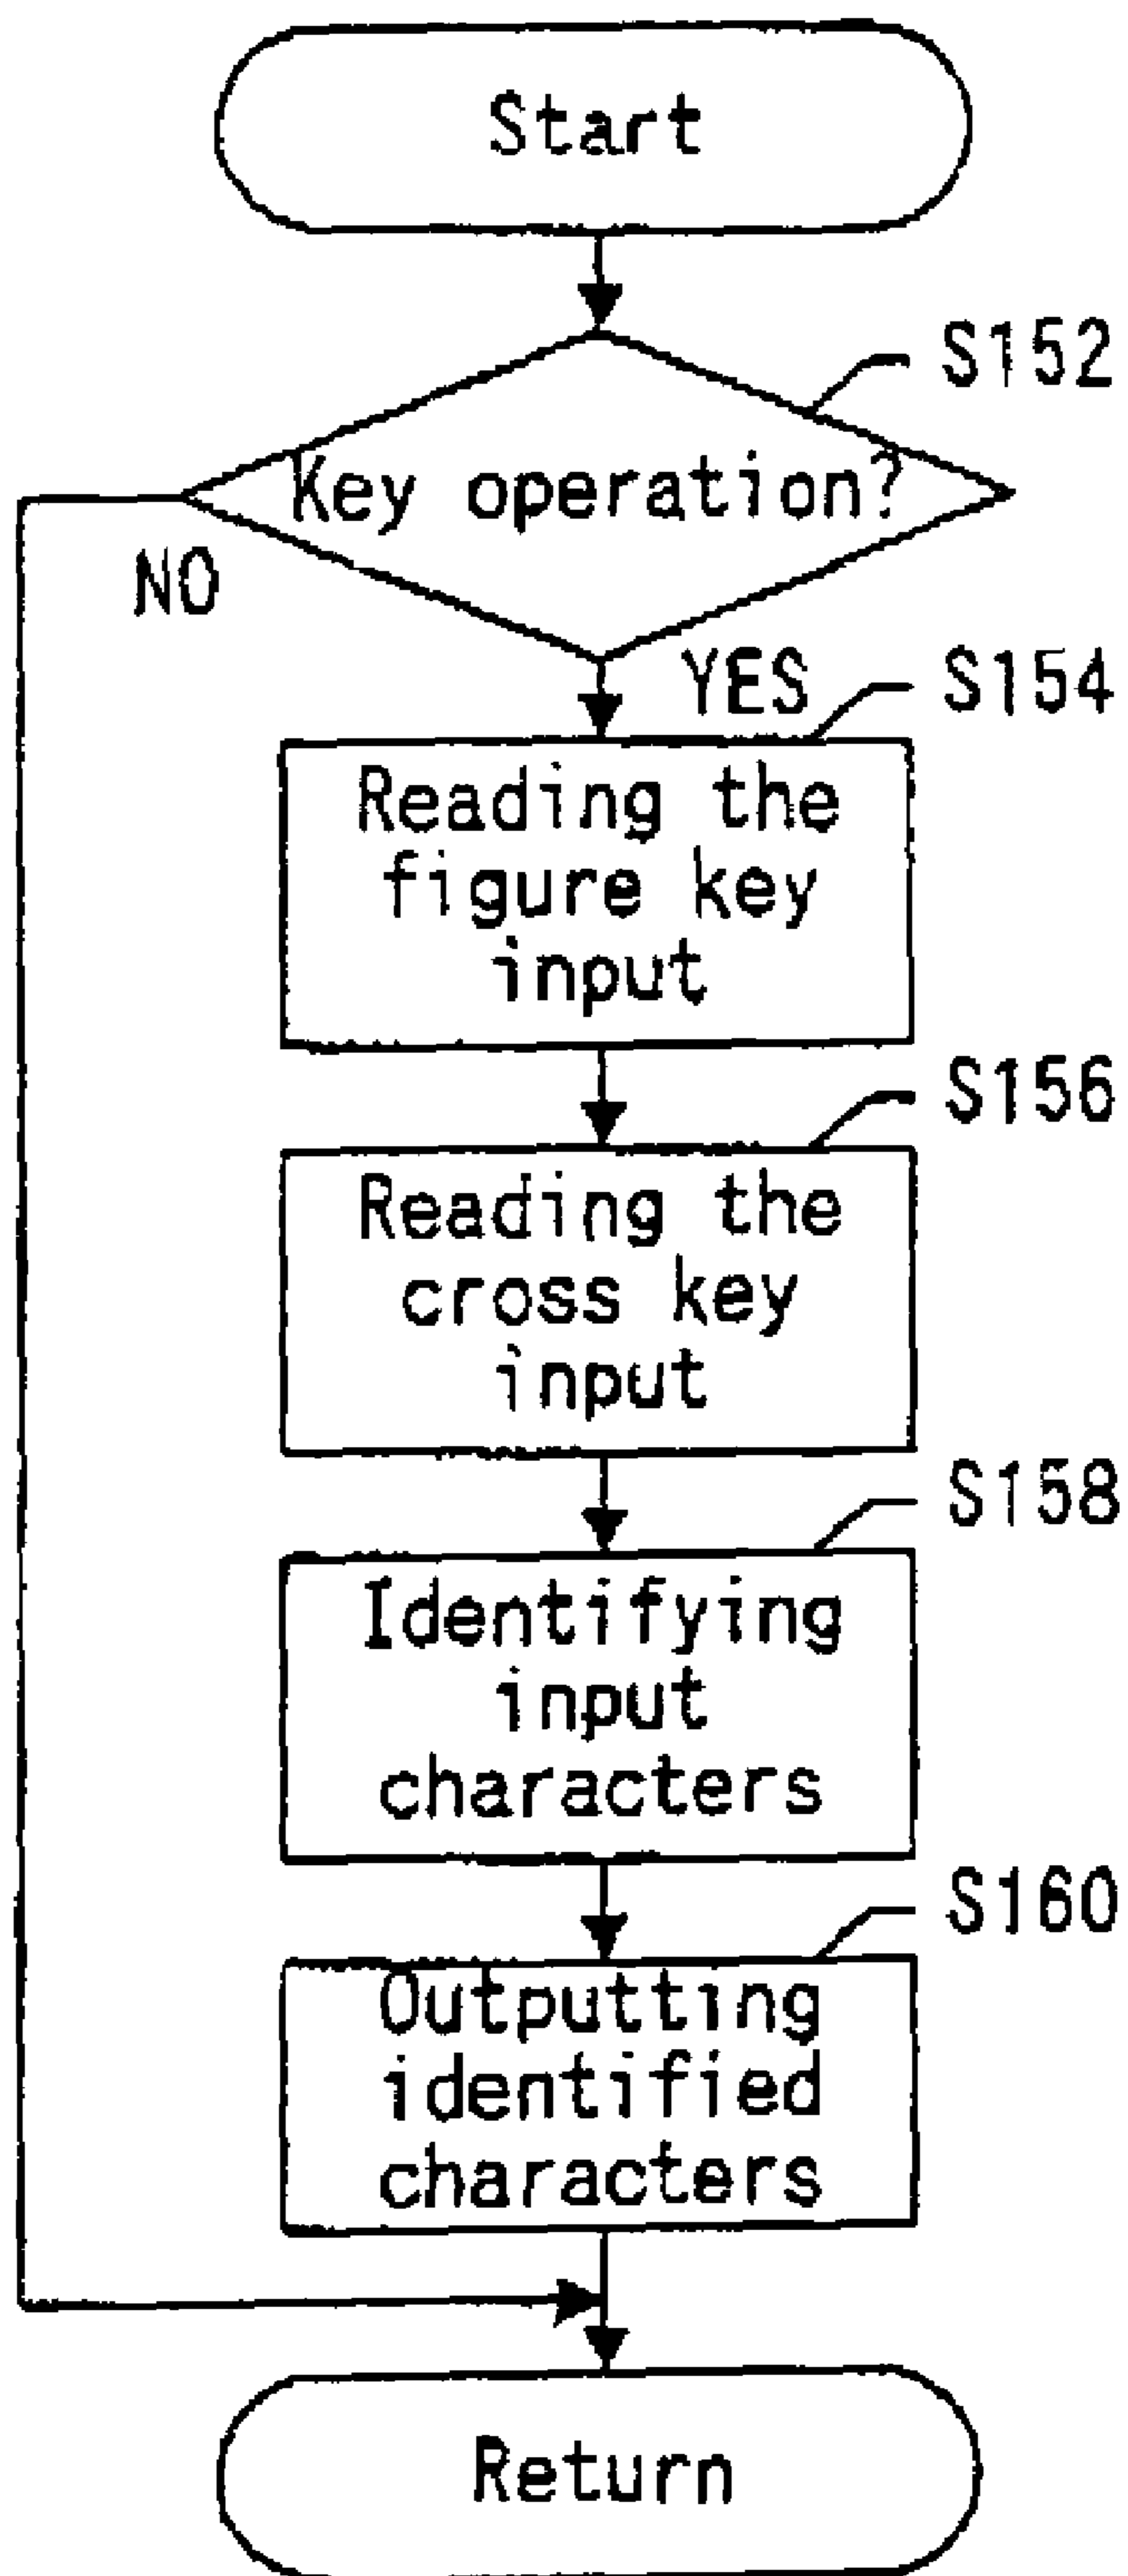 Start
S152
Key operation?
NO
YES
S154
Reading the
figure key
input
S156
Reading the
cross key
input
S158
Identifying
input
characters
S160
Outputting
identified
characters
Return